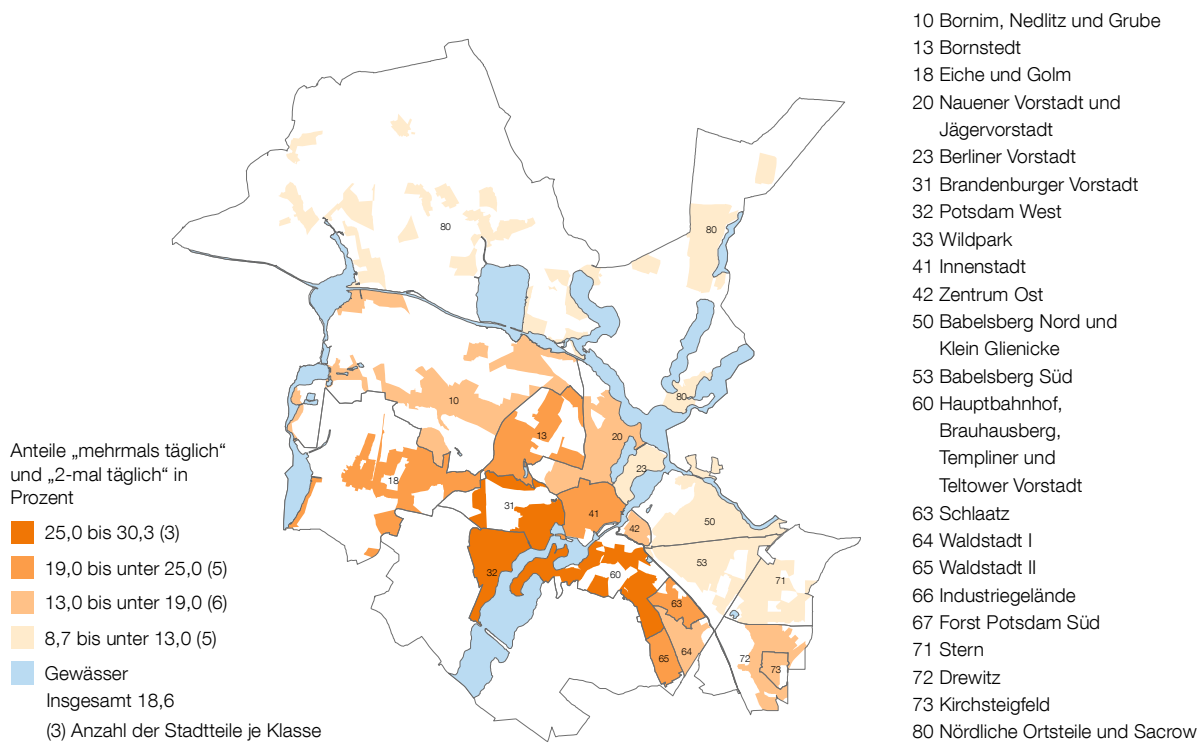 10 Bornim, Nedlitz und Grube
13 Bornstedt
18 Eiche und Golm
20 Nauener Vorstadt und
Jägervorstadt
23 Berliner Vorstadt
31 Brandenburger Vorstadt
32 Potsdam West
33 Wildpark
41 Innenstadt
42 Zentrum Ost
50 Babelsberg Nord und
Klein Glienicke
53 Babelsberg Süd
60 Hauptbahnhof,
Brauhausberg,
Templiner und
Teltower Vorstadt
63 Schlaatz
64 Waldstadt I
65 Waldstadt II
66 Industriegelände
67 Forst Potsdam Süd
71 Stern
72 Drewitz
73 Kirchsteigfeld
80 Nördliche Ortsteile und Sacrow
Anteile „mehrmals täglich“
und „2-mal täglich“ in
Prozent
25,0 bis 30,3 (3)
19,0 bis unter 25,0 (5)
13,0 bis unter 19,0 (6)
8,7 bis unter 13,0 (5)
Gewässer
Insgesamt 18,6
(3) Anzahl der Stadtteile je Klasse
80
80
80
10
13
20
23
18
31
41
42
50
32
60
53
71
63
64
65
72
73